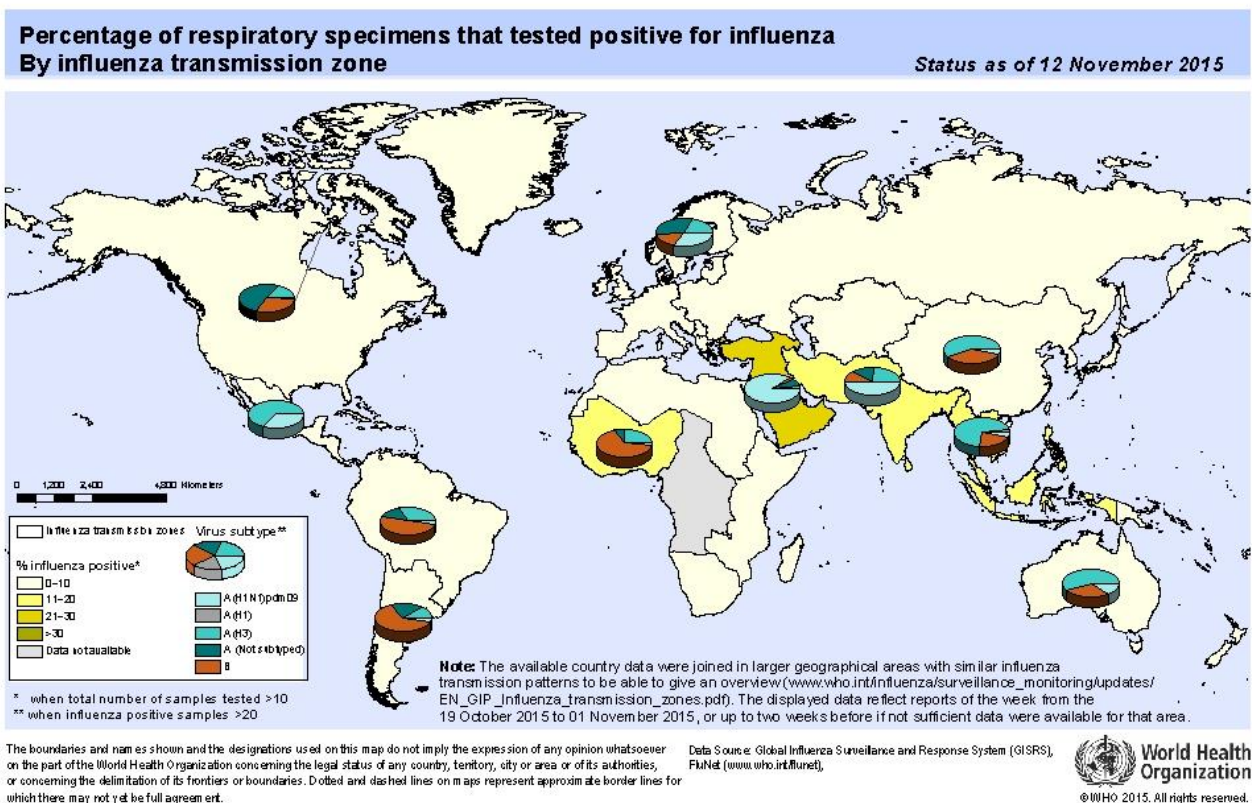 Percentage of respiratory specimens that tested positive for influenza
By influenza transmission zone
Status as of 12 November 2015
0 1,200 2,400 4,800 Kilometers
Influenza transmission zones
Virus subtype**
% influenza positive*
0-10
11-20
21-30
>30
Data not available
A(H1N1)pdm09
A(H1)
A(H3)
A (Not subtyped)
B
* when total number of samples tested >10
** when influenza positive samples >20
Note: The available country data were joined in larger geographical areas with similar influenza
transmission patterns to be able to give an overview (www.who.int/influenza/surveillance_monitoring/updates/
EN_GIP_Influenza_transmission_zones.pdf). The displayed data reflect reports of the week from the
19 October 2015 to 01 November 2015, or up to two weeks before if not sufficient data were available for that area.
The boundaries and names shown and the designations used on this map do not imply the expression of any opinion whatsoever
on the part of the World Health Organization concerning the legal status of any country, territory, city or area or of its authorities,
or concerning the delimitation of its frontiers or boundaries. Dotted and dashed lines on maps represent approximate border lines for
which there may not yet be full agreement.
Data Source: Global Influenza Surveillance and Response System (GISRS),
FluNet (www.who.int/flunet),
World Health
Organization
©WHO 2015. All rights reserved.